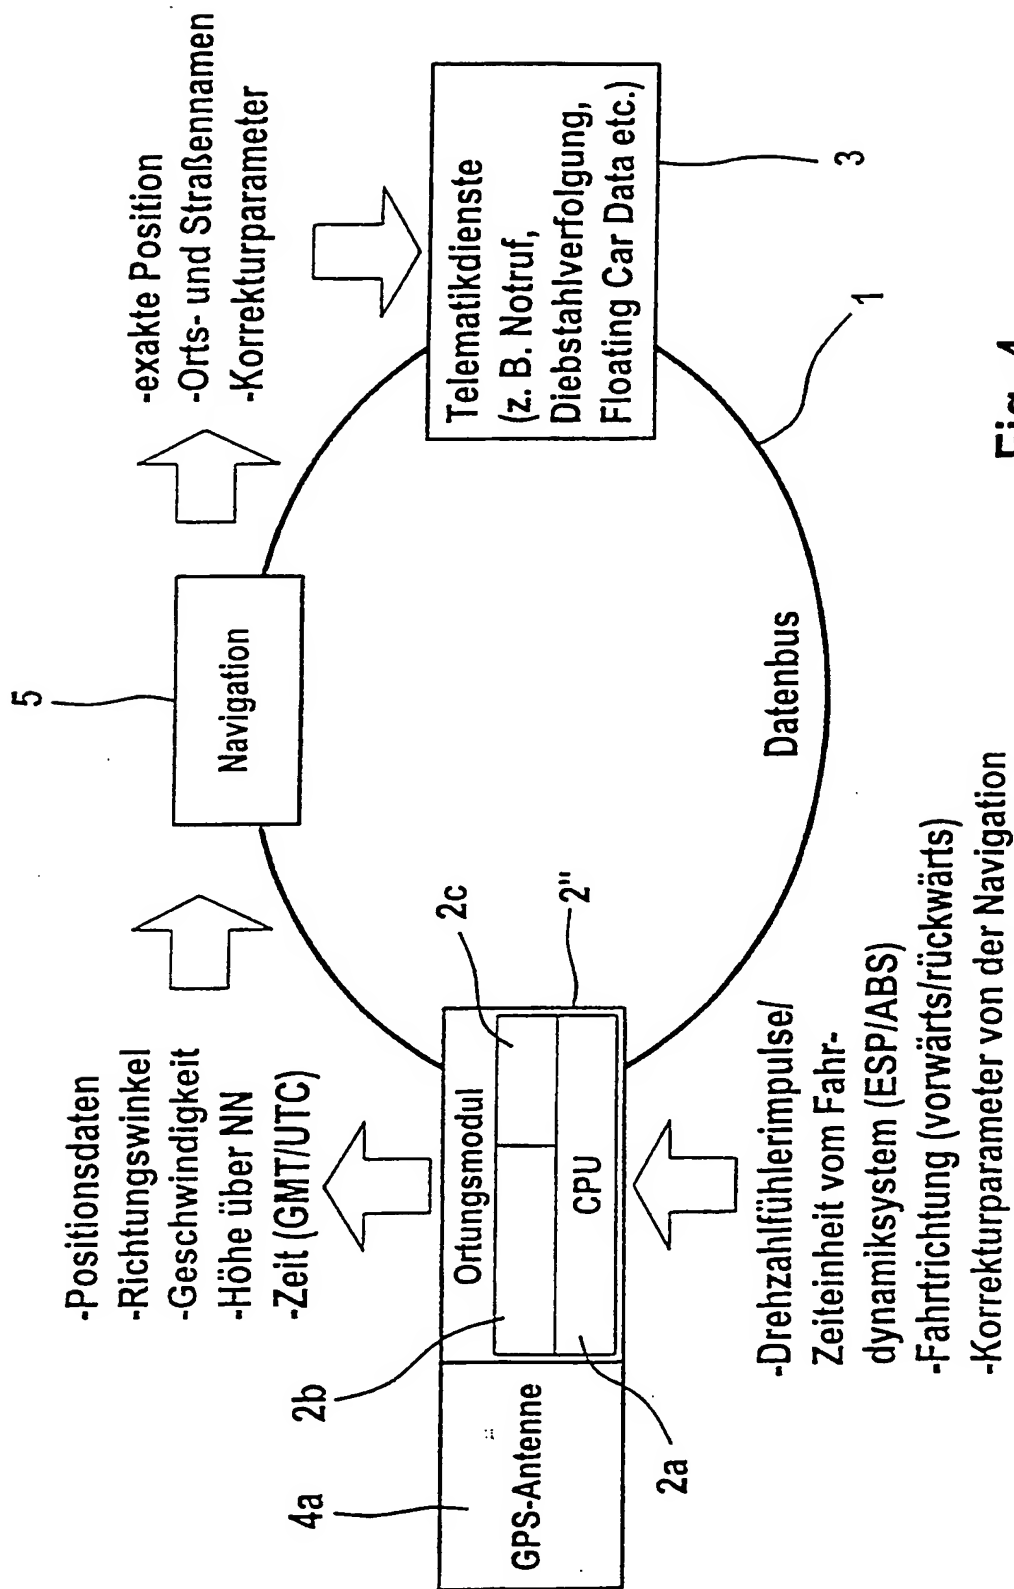 -Positionsdaten
-Richtungswinkel
-Geschwindigkeit
-Höhe über NN
-Zeit (GMT/UTC)
5
Navigation
-exakte Position
-Orts- und Straßennamen
-Korrekturparameter
4a
2b
2c
2"
GPS-Antenne
Ortungsmodul
CPU
2a
Telematikdienste
(z. B. Notruf,
Diebstahlverfolgung,
Floating Car Data etc.)
3
1
Datenbus
-Drehzahlfühlerimpulse/
Zeiteinheit vom Fahr-
dynamiksystem (ESP/ABS)
-Fahrtrichtung (vorwärts/rückwärts)
-Korrekturparameter von der Navigation
Fig.